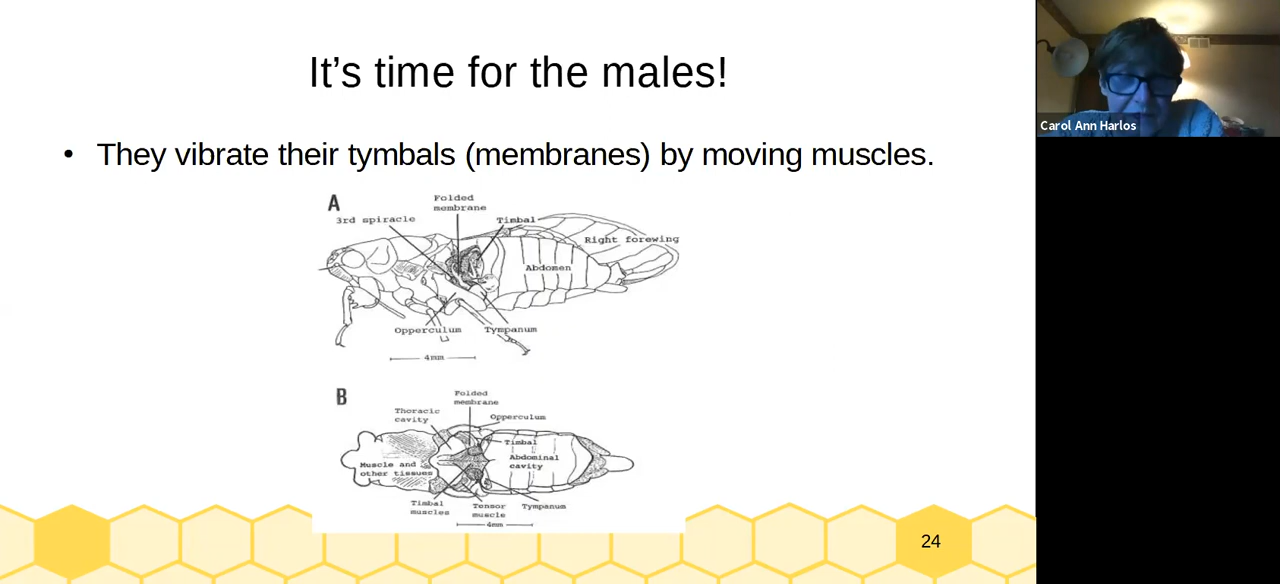 It's time for the males!
• They vibrate their tymbals (membranes) by moving muscles.
A
Folded
membrane
3rd spiracle
Timbal
Right forewing
Abdomen
Opperculum
Tympanum
4mm
B
Folded
membrane
Thoracic
cavity
Opperculum
Timbal
Muscle and
other tissues
Abdominal
cavity
Timbal
muscles
Tensor
muscle
Tympanum
4mm
24
Carol Ann Harlos